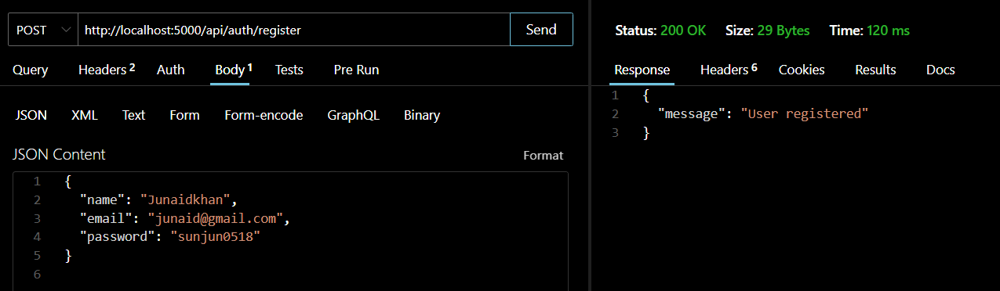 POST http://localhost:5000/api/auth/register Send
Query Headers 2 Auth Body 1 Tests Pre Run
JSON XML Text Form Form-encode GraphQL Binary
JSON Content Format
1 {
2 "name": "Junaidkhan",
3 "email": "junaid@gmail.com",
4 "password": "sunjun0518"
5 }
6
Status: 200 OK Size: 29 Bytes Time: 120 ms
Response Headers 6 Cookies Results Docs
1 {
2 "message": "User registered"
3 }